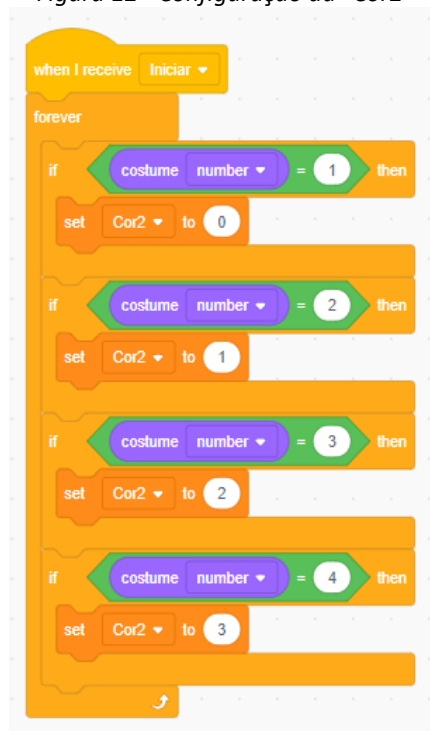 when I receive Iniciar
forever
if costume number = 1 then
set Cor2 to 0
if costume number = 2 then
set Cor2 to 1
if costume number = 3 then
set Cor2 to 2
if costume number = 4 then
set Cor2 to 3